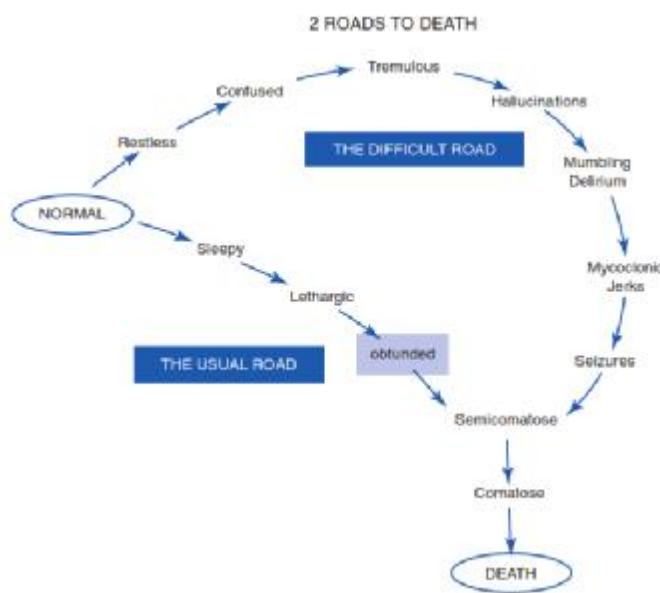 2 ROADS TO DEATH
Tremulous
Confused
Hallucinations
Restless
THE DIFFICULT ROAD
Mumbling
Delirium
NORMAL
Sleepy
Mycoclonic
Jerks
Lethargic
THE USUAL ROAD
obtunded
Seizures
Semicomatose
Comatose
DEATH